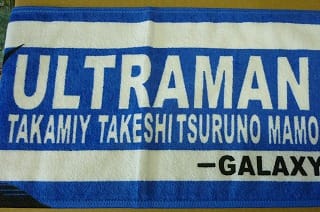 ULTRAMAN
TAKAMIY TAKESHI TSURUNO MAMO
-GALAXY